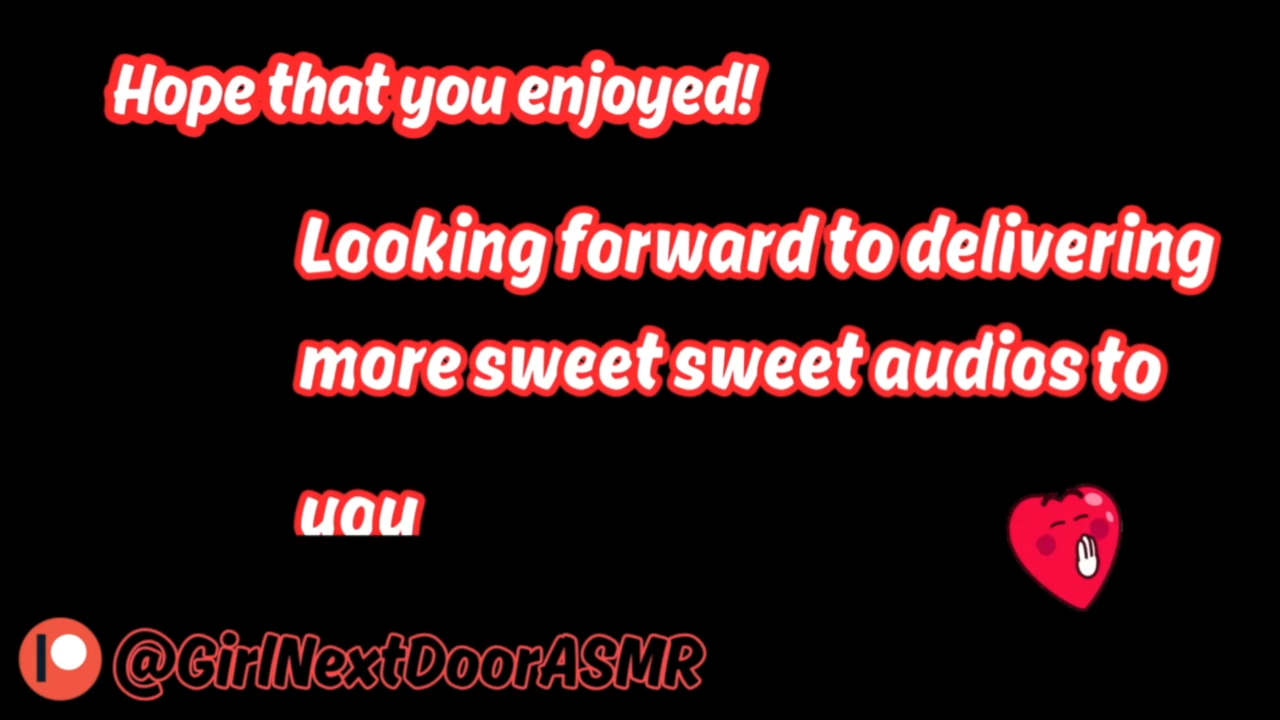 Hope that you enjoyed!
Looking forward to delivering
more sweet sweet audios to
you
@GirlNextDoorASMR